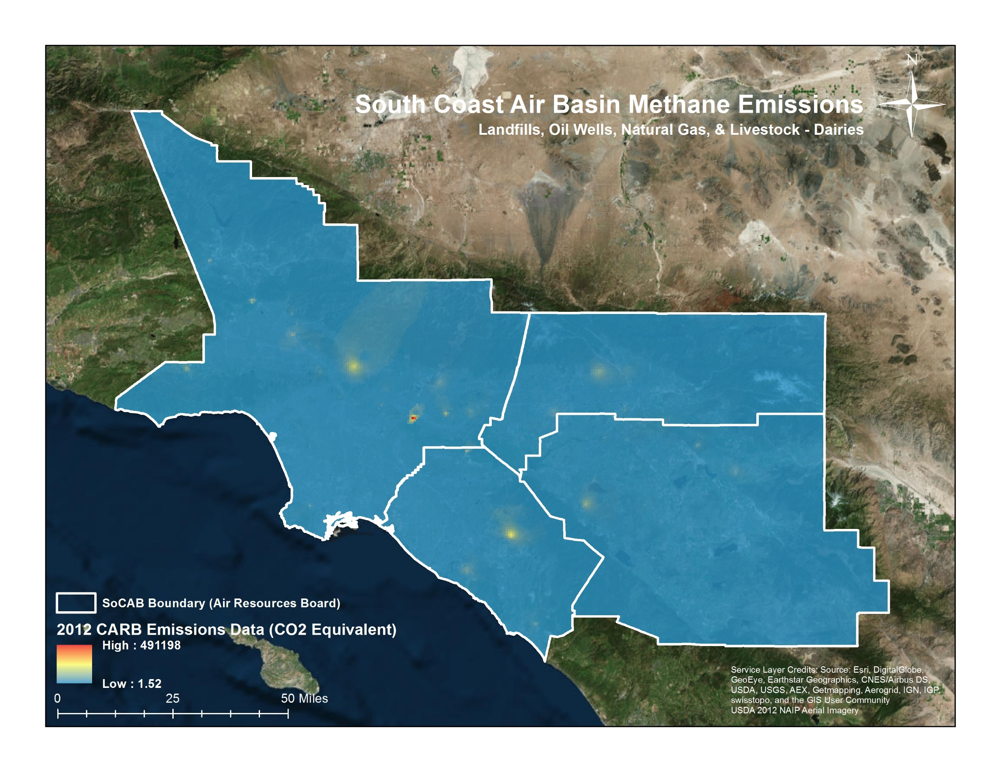 N
South Coast Air Basin Methane Emissions
Landfills, Oil Wells, Natural Gas, & Livestock - Dairies
SoCAB Boundary (Air Resources Board)
2012 CARB Emissions Data (CO2 Equivalent)
High : 491198
Low : 1.52
0 25 50 Miles
Service Layer Credits: Source: Esri, DigitalGlobe,
GeoEye, Earthstar Geographics, CNES/Airbus DS,
USDA, USGS, AEX, Getmapping, Aerogrid, IGN, IGP,
swisstopo, and the GIS User Community
USDA 2012 NAIP Aerial Imagery